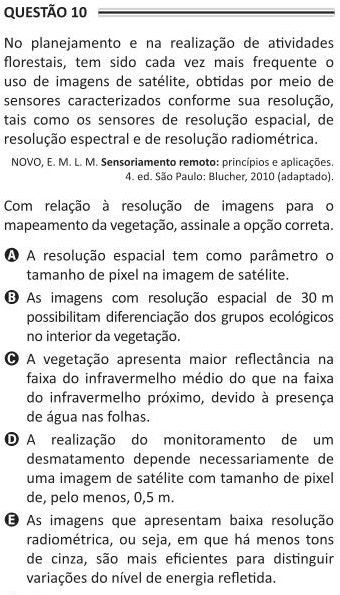 QUESTÃO 10
No planejamento e na realização de atividades
florestais, tem sido cada vez mais frequente o
uso de imagens de satélite, obtidas por meio de
sensores caracterizados conforme sua resolução,
tais como os sensores de resolução espacial, de
resolução espectral e de resolução radiométrica.
NOVO, E. M. L. M. Sensoriamento remoto: princípios e aplicações.
4. ed. São Paulo: Blucher, 2010 (adaptado).
Com relação à resolução de imagens para o
mapeamento da vegetação, assinale a opção correta.
A A resolução espacial tem como parâmetro o
tamanho de pixel na imagem de satélite.
B As imagens com resolução espacial de 30 m
possibilitam diferenciação dos grupos ecológicos
no interior da vegetação.
C A vegetação apresenta maior reflectância na
faixa do infravermelho médio do que na faixa
do infravermelho próximo, devido à presença
de água nas folhas.
D A realização do monitoramento de um
desmatamento depende necessariamente de
uma imagem de satélite com tamanho de pixel
de, pelo menos, 0,5 m.
E As imagens que apresentam baixa resolução
radiométrica, ou seja, em que há menos tons
de cinza, são mais eficientes para distinguir
variações do nível de energia refletida.